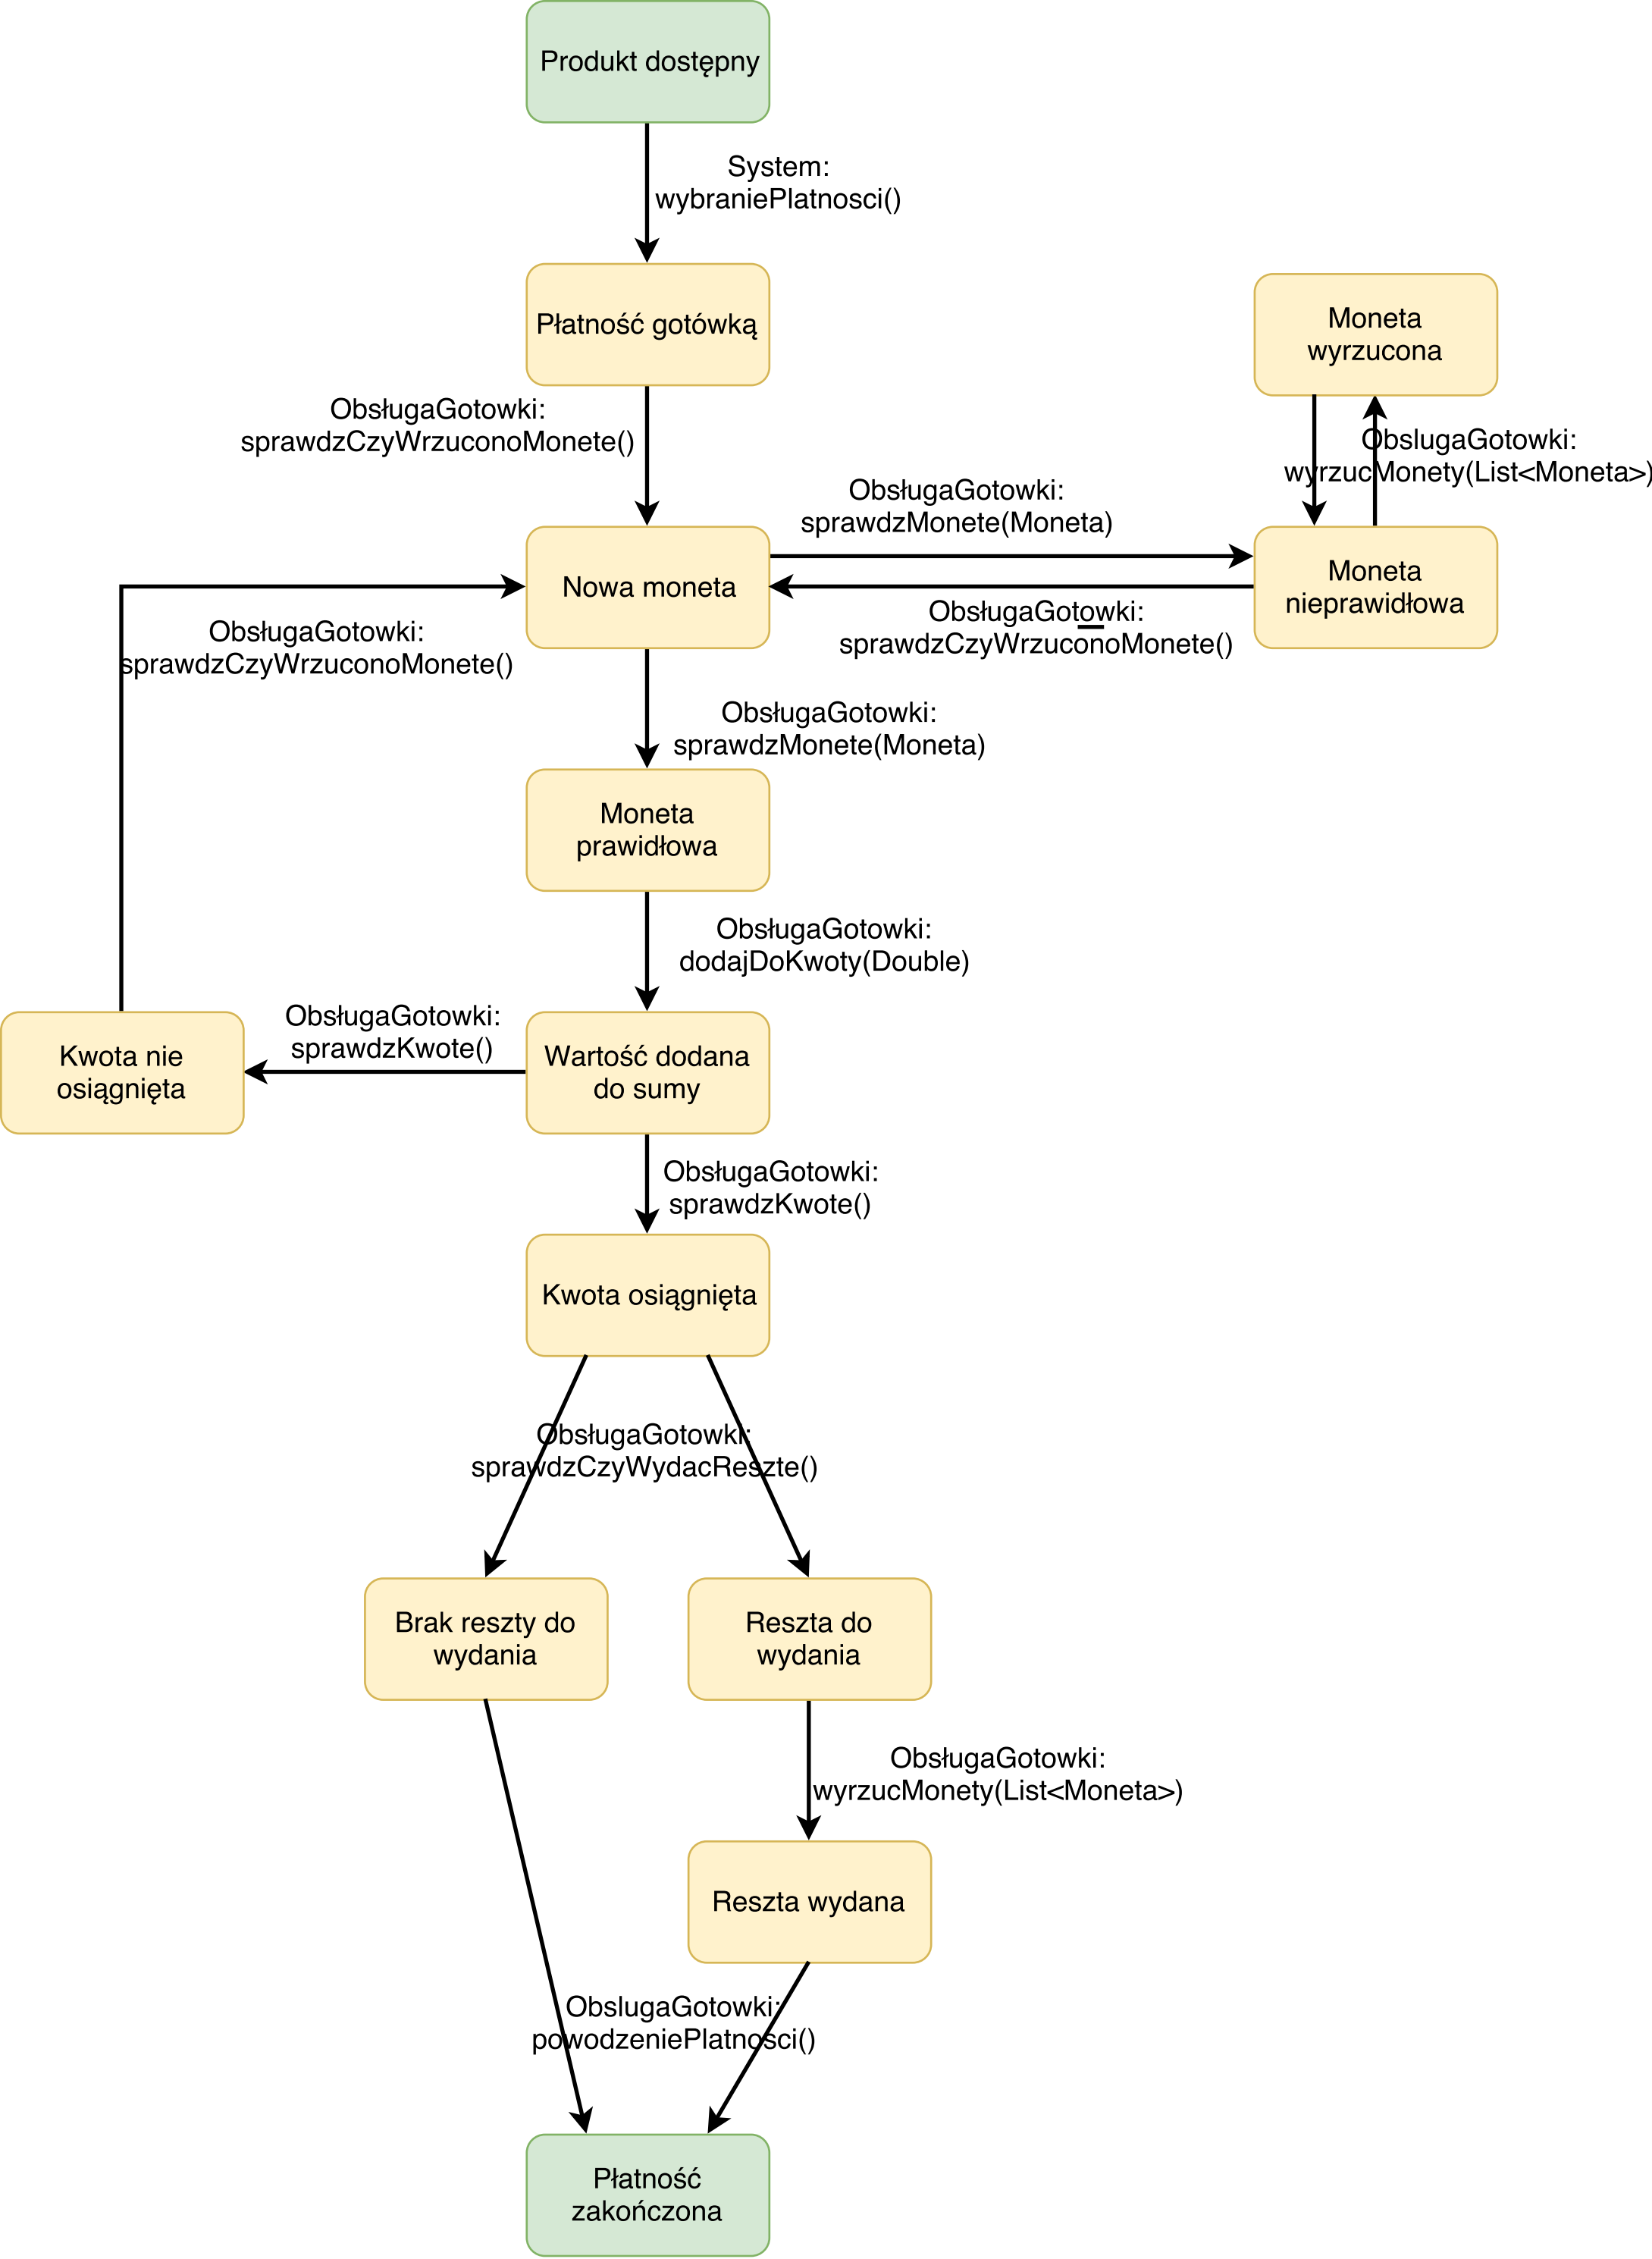 Produkt dostępny
System:
wybraniePlatnosci()
Płatność gotówką
Moneta
wyrzucona
ObsługaGotowki:
sprawdzCzyWrzuconoMonete()
ObslugaGotowki:
wyrzucMonety(List<Moneta>)
ObsługaGotowki:
sprawdzMonete(Moneta)
Nowa moneta
Moneta
nieprawidłowa
ObsługaGotowki:
sprawdzCzyWrzuconoMonete()
ObsługaGotowki:
sprawdzCzyWrzuconoMonete()
ObsługaGotowki:
sprawdzMonete(Moneta)
Moneta
prawidłowa
ObsługaGotowki:
dodajDoKwoty(Double)
Kwota nie
osiągnięta
ObsługaGotowki:
sprawdzKwote()
Wartość dodana
do sumy
ObsługaGotowki:
sprawdzKwote()
Kwota osiągnięta
ObsługaGotowki:
sprawdzCzyWydacReszte()
Brak reszty do
wydania
Reszta do
wydania
ObsługaGotowki:
wyrzucMonety(List<Moneta>)
Reszta wydana
ObslugaGotowki:
powodzeniePlatnosci()
Płatność
zakończona